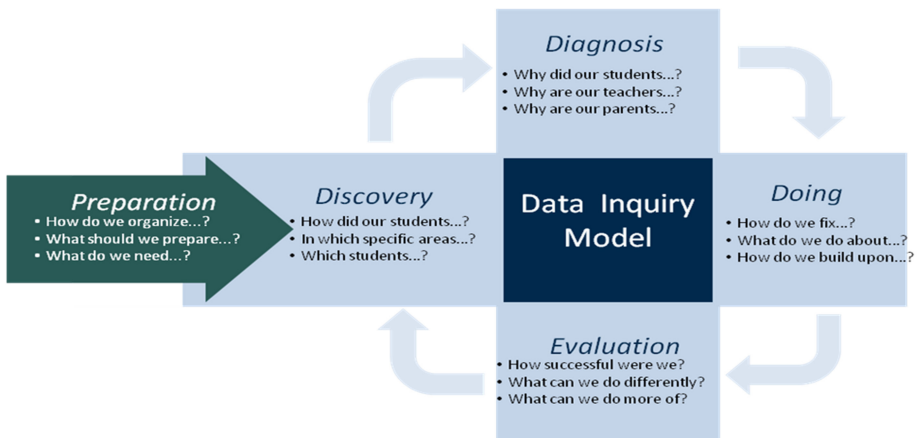 Preparation
• How do we organize...?
• What should we prepare...?
• What do we need...?
Discovery
• How did our students...?
• In which specific areas...?
• Which students...?
Diagnosis
• Why did our students...?
• Why are our teachers...?
• Why are our parents...?
Data Inquiry
Model
Doing
• How do we fix...?
• What do we do about...?
• How do we build upon...?
Evaluation
• How successful were we?
• What can we do differently?
• What can we do more of?